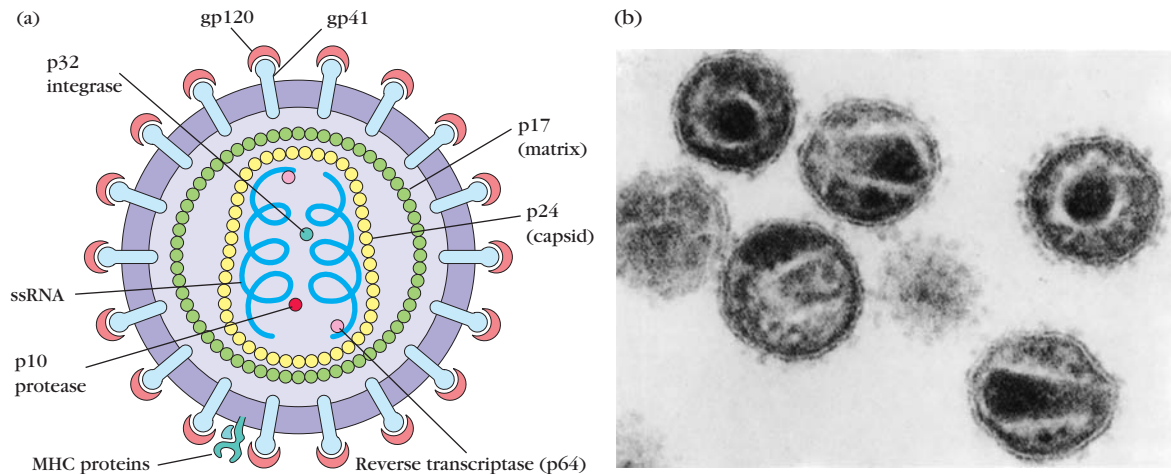 (a)
gp120
gp41
p32
integrase
p17
(matrix)
p24
(capsid)
ssRNA
p10
protease
MHC proteins
Reverse transcriptase (p64)
(b)